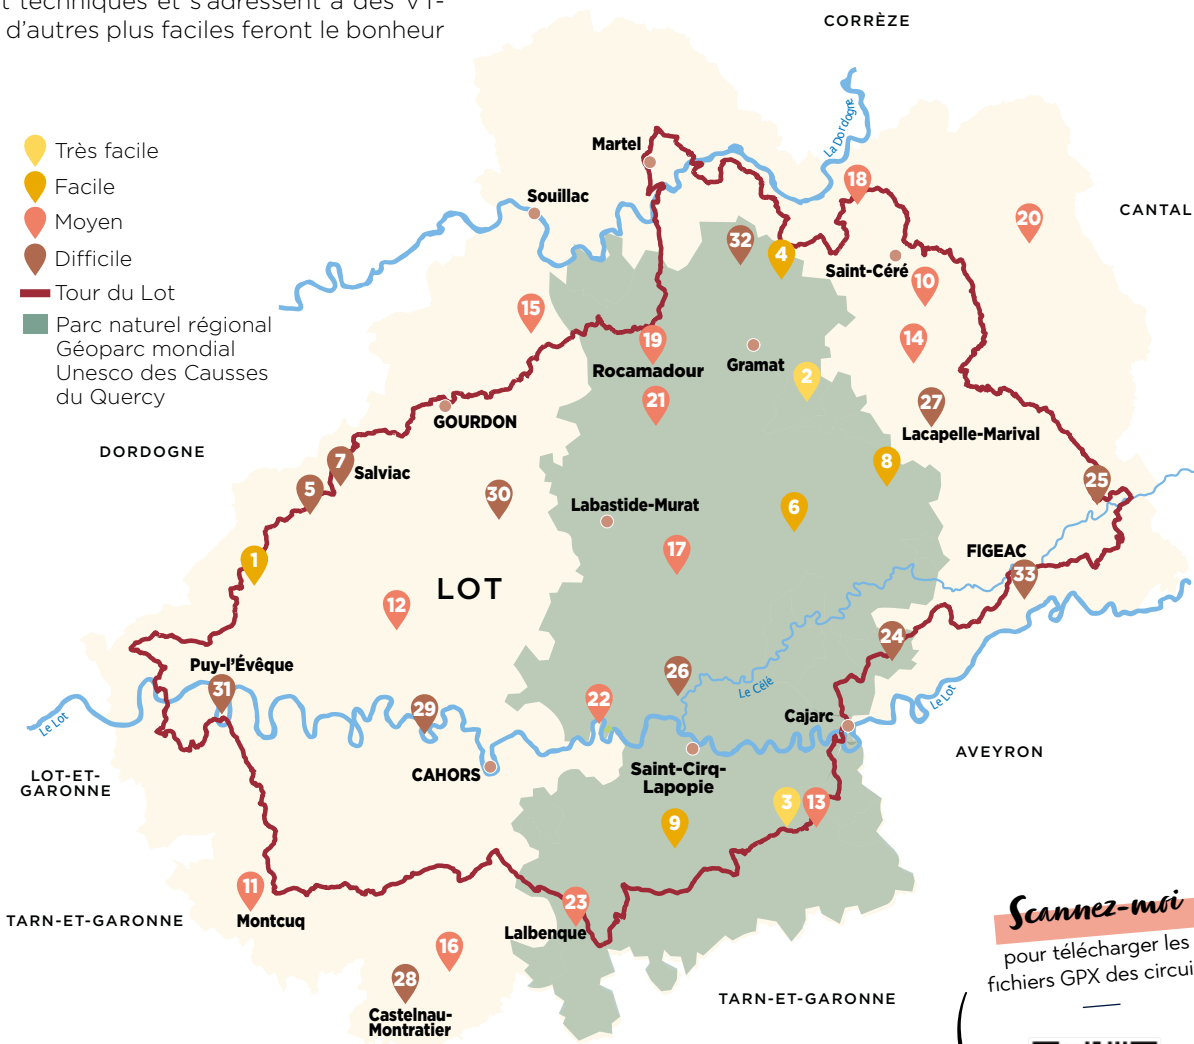 t techniques et s'adressent à des VT-
d'autres plus faciles feront le bonheur
Très facile
Facile
Moyen
Difficile
Tour du Lot
Parc naturel régional
Géoparc mondial
Unesco des Causses
du Quercy
CORRÈZE
CANTAL
DORDOGNE
LOT-ET-
GARONNE
TARN-ET-GARONNE
TARN-ET-GARONNE
AVEYRON
LOT
La Dordogne
Martel
Souillac
18
20
32
4
Saint-Céré
10
15
14
19
Rocamadour
Gramat
2
21
27
Lacapelle-Marival
GOURDON
7
Salviac
5
30
8
25
Labastide-Murat
6
17
FIGEAC
33
1
12
24
Puy-l'Évêque
31
26
Le Célé
22
29
Le Lot
Le Lot
Cajarc
CAHORS
Saint-Cirq-
Lapopie
3
13
9
11
Montcuq
23
Lalbenque
16
28
Castelnau-
Montratier
Scannez-moi
pour télécharger les
fichiers GPX des circui